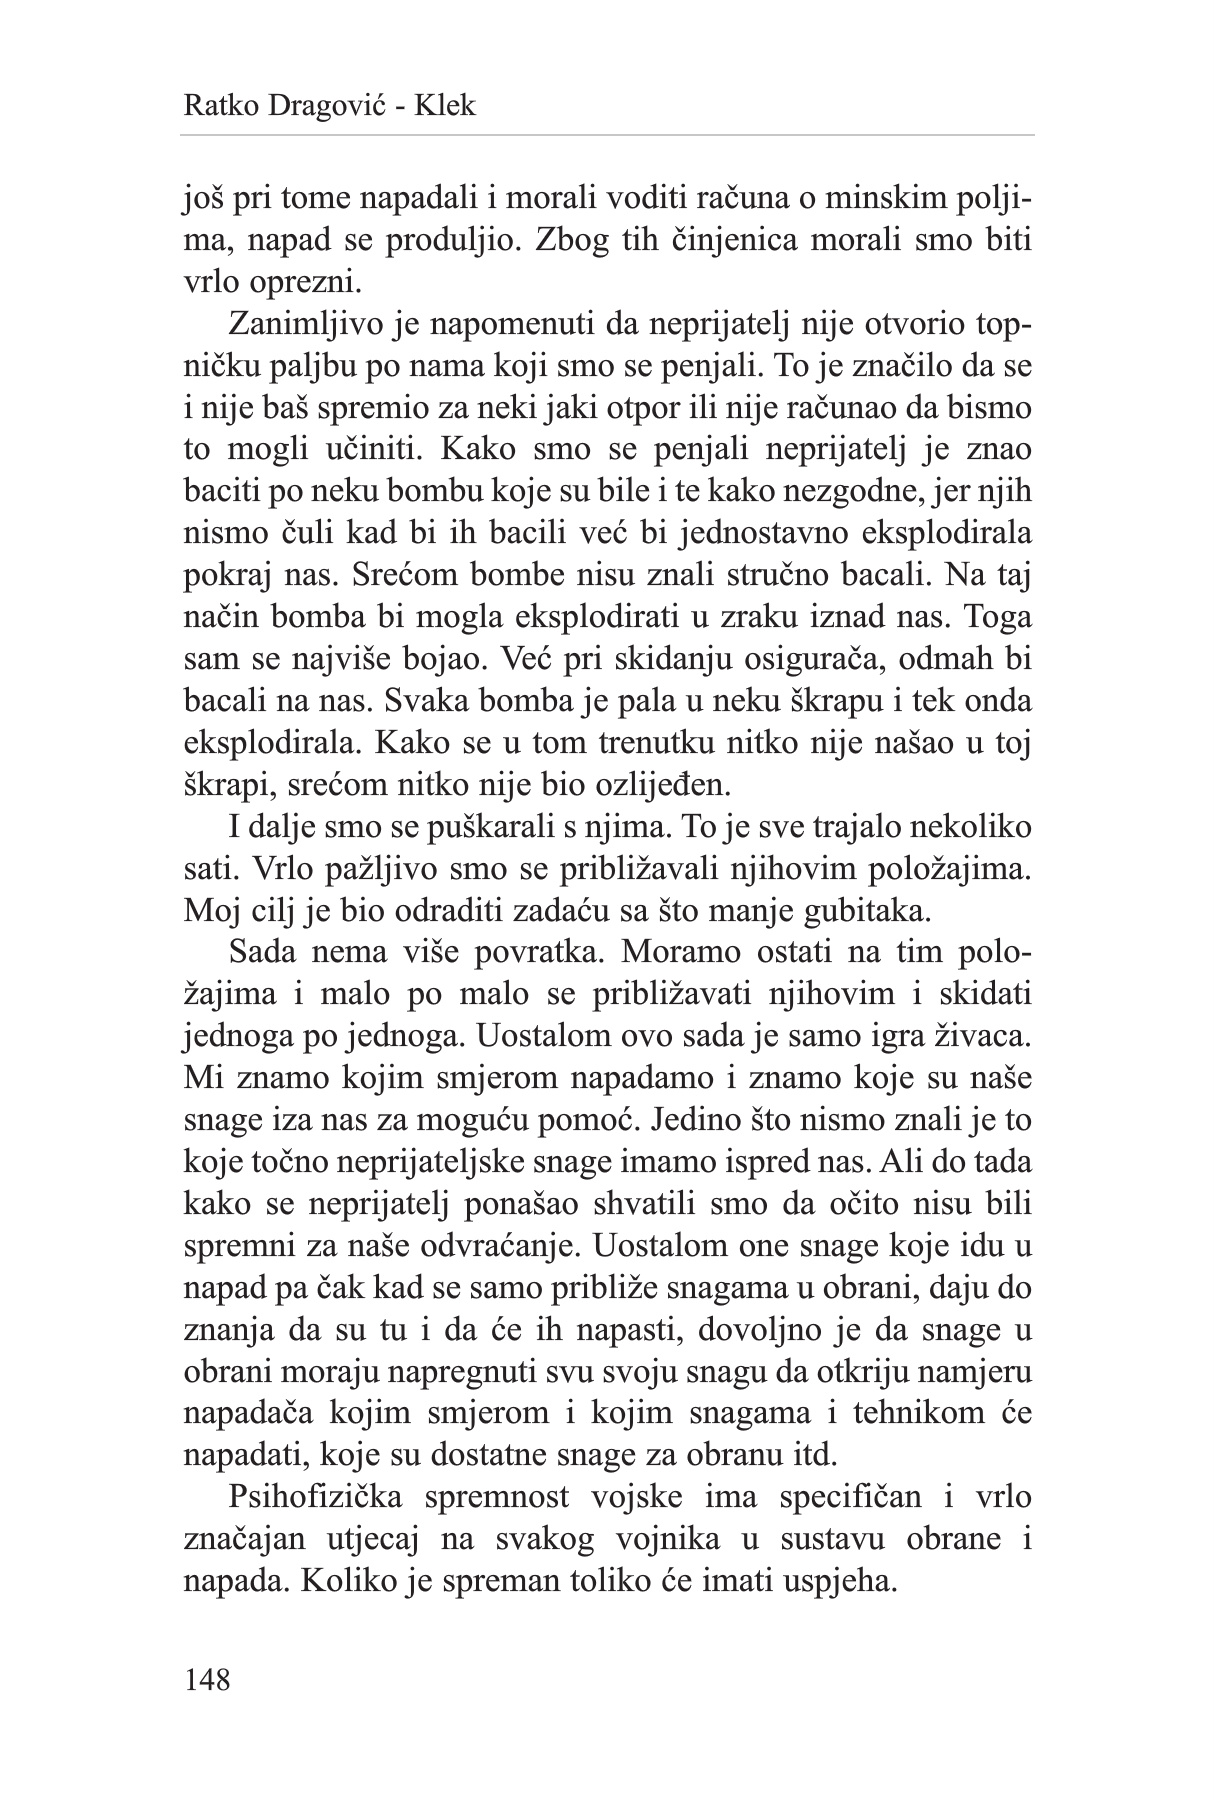 Ratko Dragović - Klek
još pri tome napadali i morali voditi računa o minskim polji-
ma, napad se produljio. Zbog tih činjenica morali smo biti
vrlo oprezni.
Zanimljivo je napomenuti da neprijatelj nije otvorio top-
ničku paljbu po nama koji smo se penjali. To je značilo da se
i nije baš spremio za neki jaki otpor ili nije računao da bismo
to mogli učiniti. Kako smo se penjali neprijatelj je znao
baciti po neku bombu koje su bile i te kako nezgodne, jer njih
nismo čuli kad bi ih bacili već bi jednostavno eksplodirala
pokraj nas. Srećom bombe nisu znali stručno bacali. Na taj
način bomba bi mogla eksplodirati u zraku iznad nas. Toga
sam se najviše bojao. Već pri skidanju osigurača, odmah bi
bacali na nas. Svaka bomba je pala u neku škrapu i tek onda
eksplodirala. Kako se u tom trenutku nitko nije našao u toj
škrapi, srećom nitko nije bio ozlijeđen.
I dalje smo se puškarali s njima. To je sve trajalo nekoliko
sati. Vrlo pažljivo smo se približavali njihovim položajima.
Moj cilj je bio odraditi zadaću sa što manje gubitaka.
Sada nema više povratka. Moramo ostati na tim polo-
žajima i malo po malo se približavati njihovim i skidati
jednoga po jednoga. Uostalom ovo sada je samo igra živaca.
Mi znamo kojim smjerom napadamo i znamo koje su naše
snage iza nas za moguću pomoć. Jedino što nismo znali je to
koje točno neprijateljske snage imamo ispred nas. Ali do tada
kako se neprijatelj ponašao shvatili smo da očito nisu bili
spremni za naše odvraćanje. Uostalom one snage koje idu u
napad pa čak kad se samo približe snagama u obrani, daju do
znanja da su tu i da će ih napasti, dovoljno je da snage u
obrani moraju napregnuti svu svoju snagu da otkriju namjeru
napadača kojim smjerom i kojim snagama i tehnikom će
napadati, koje su dostatne snage za obranu itd.
Psihofizička spremnost vojske ima specifičan i vrlo
značajan utjecaj na svakog vojnika u sustavu obrane i
napada. Koliko je spreman toliko će imati uspjeha.
148